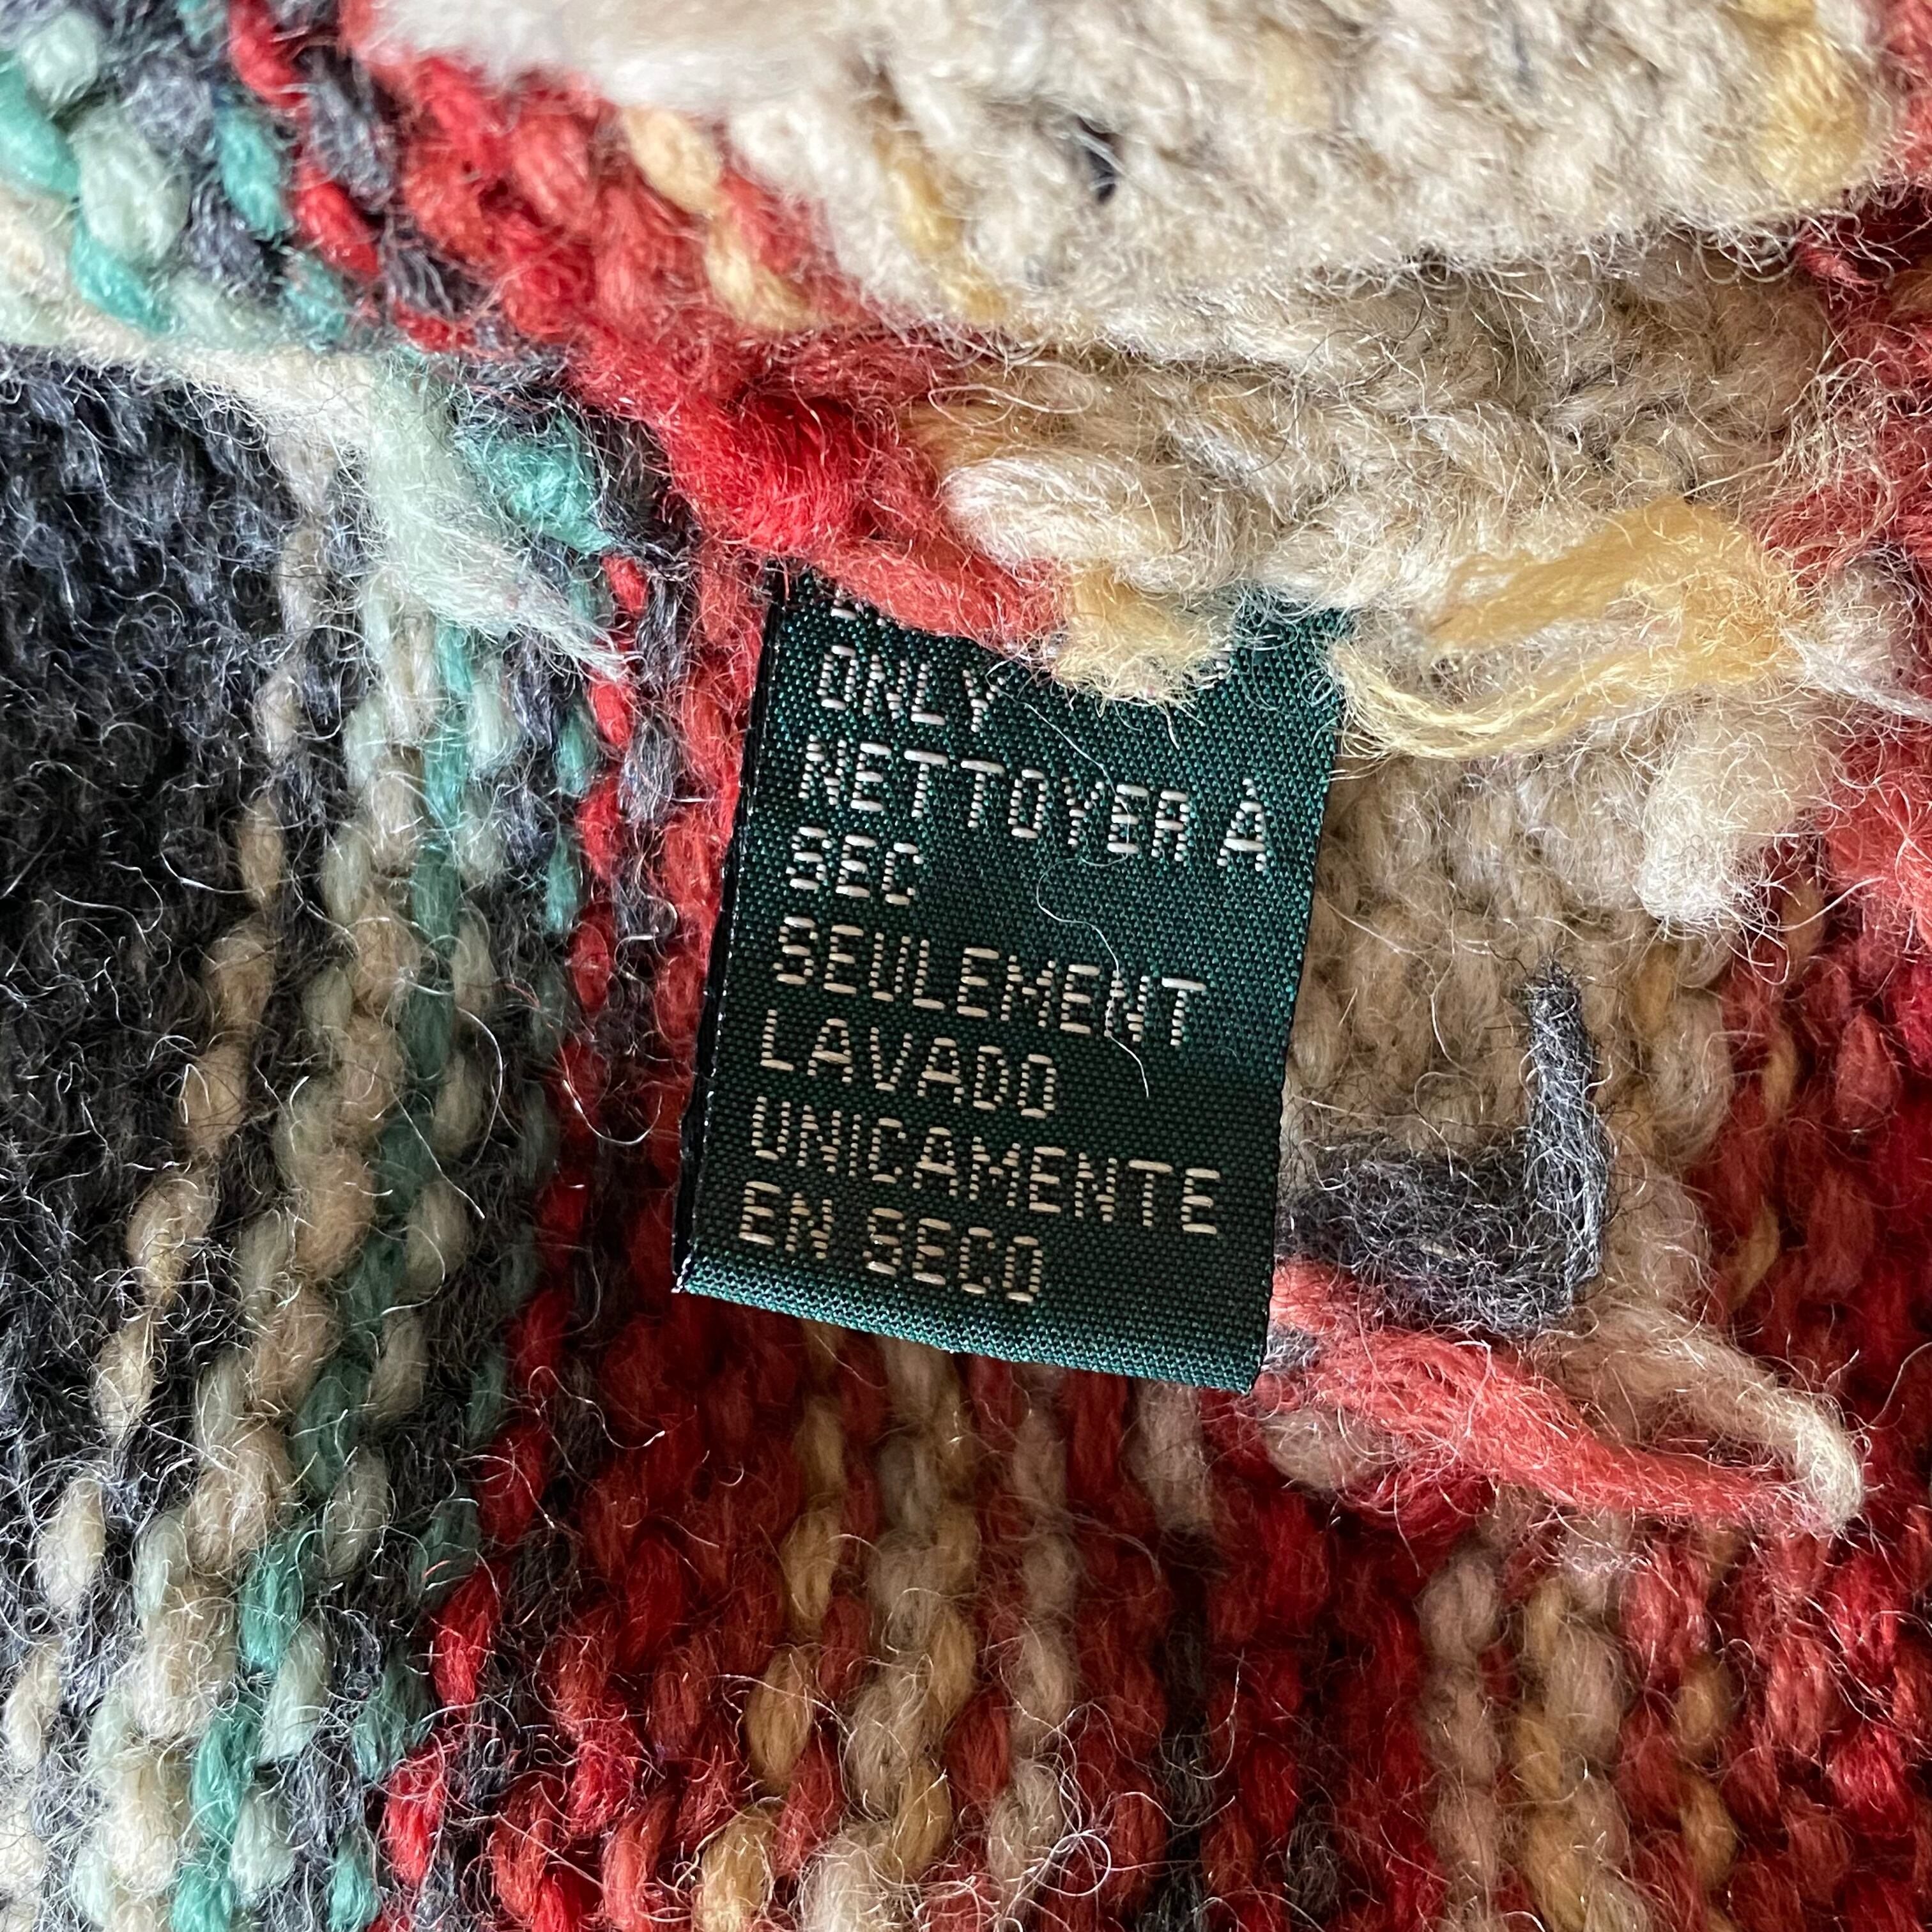 ONLY
NETTOYER À
SEC
SEULEMENT
LAVADO
UNICAMENTE
EN SECO